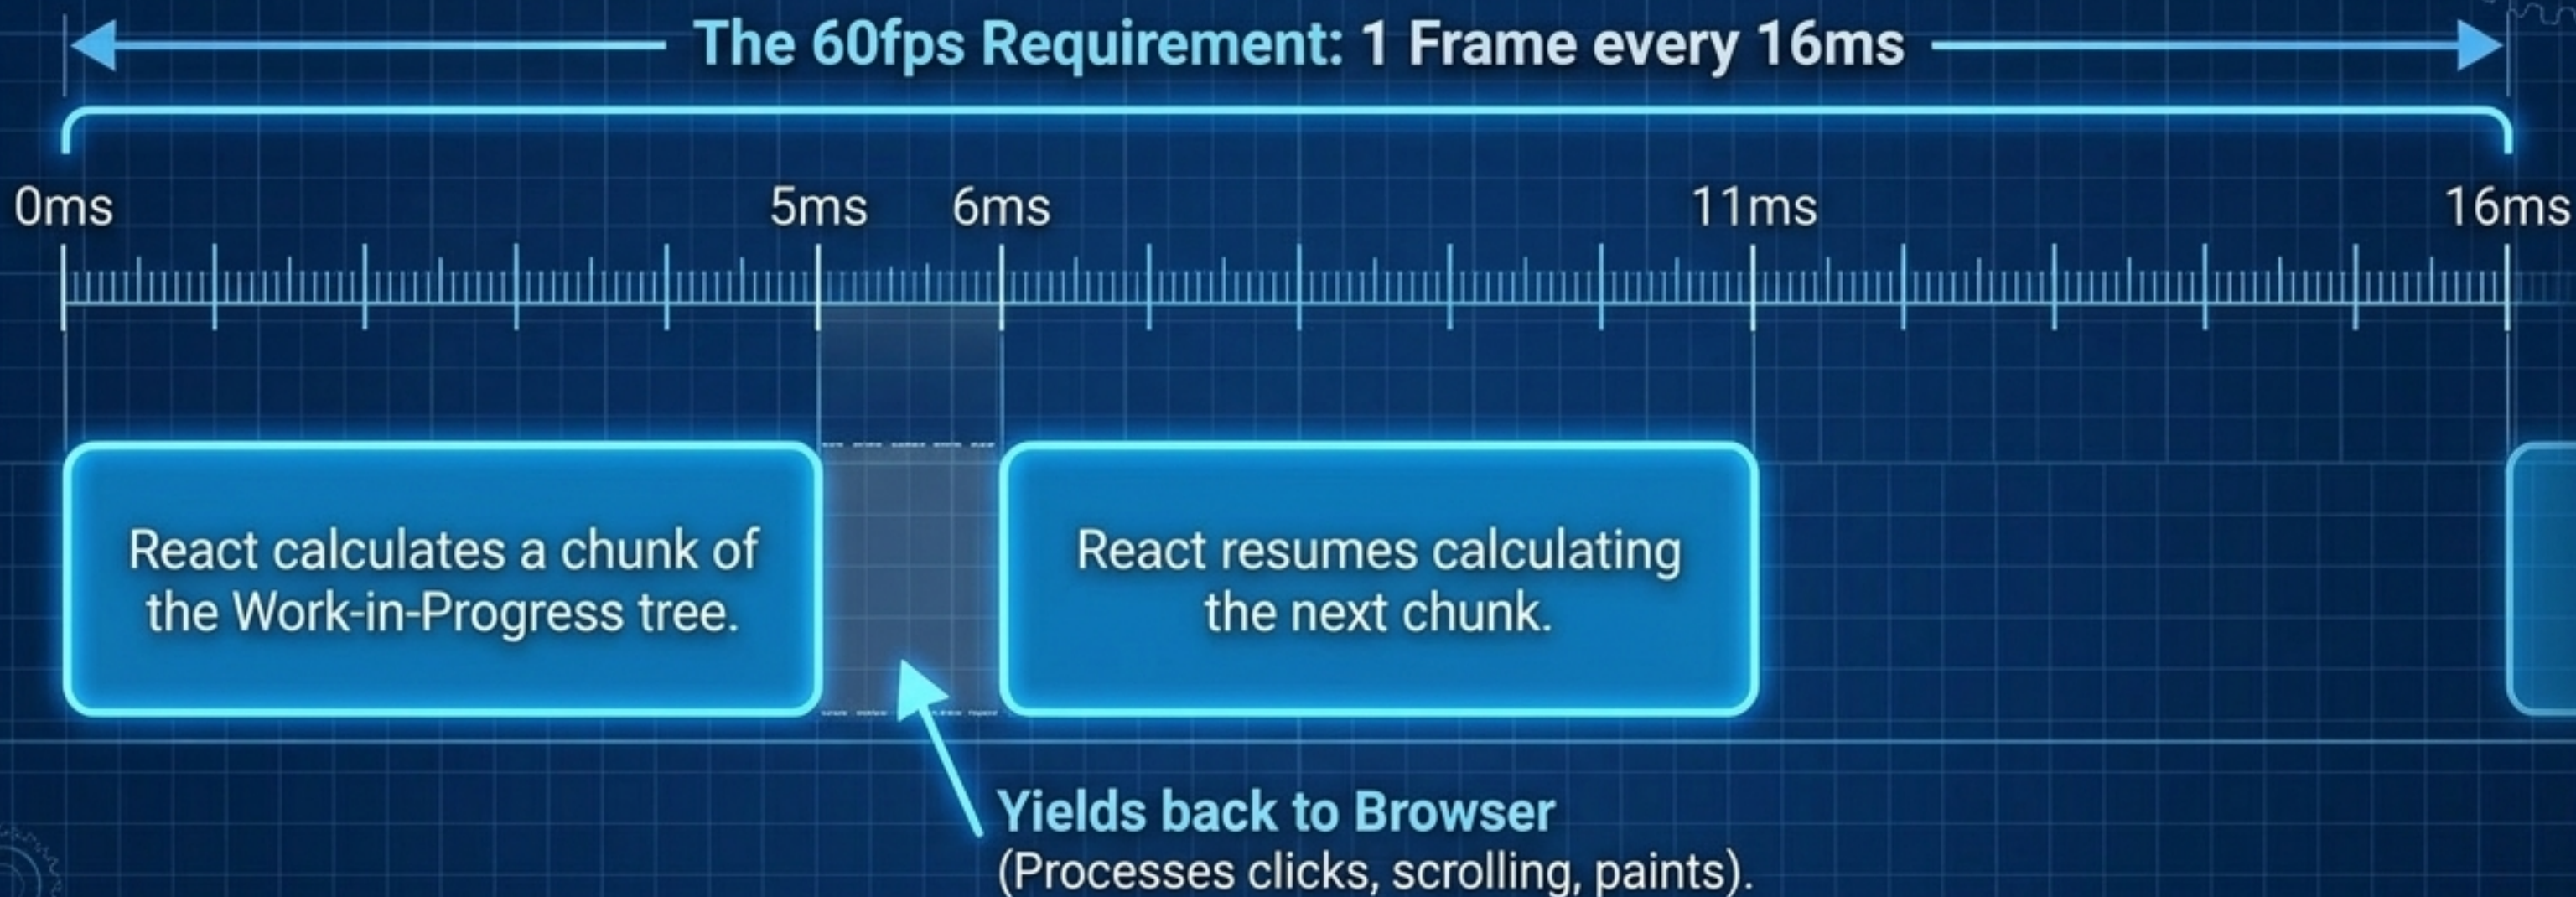 The 60fps Requirement: 1 Frame every 16ms
0ms 5ms 6ms 11ms 16ms
React calculates a chunk of
the Work-in-Progress tree.
React resumes calculating
the next chunk.
Yields back to Browser
(Processes clicks, scrolling, paints).